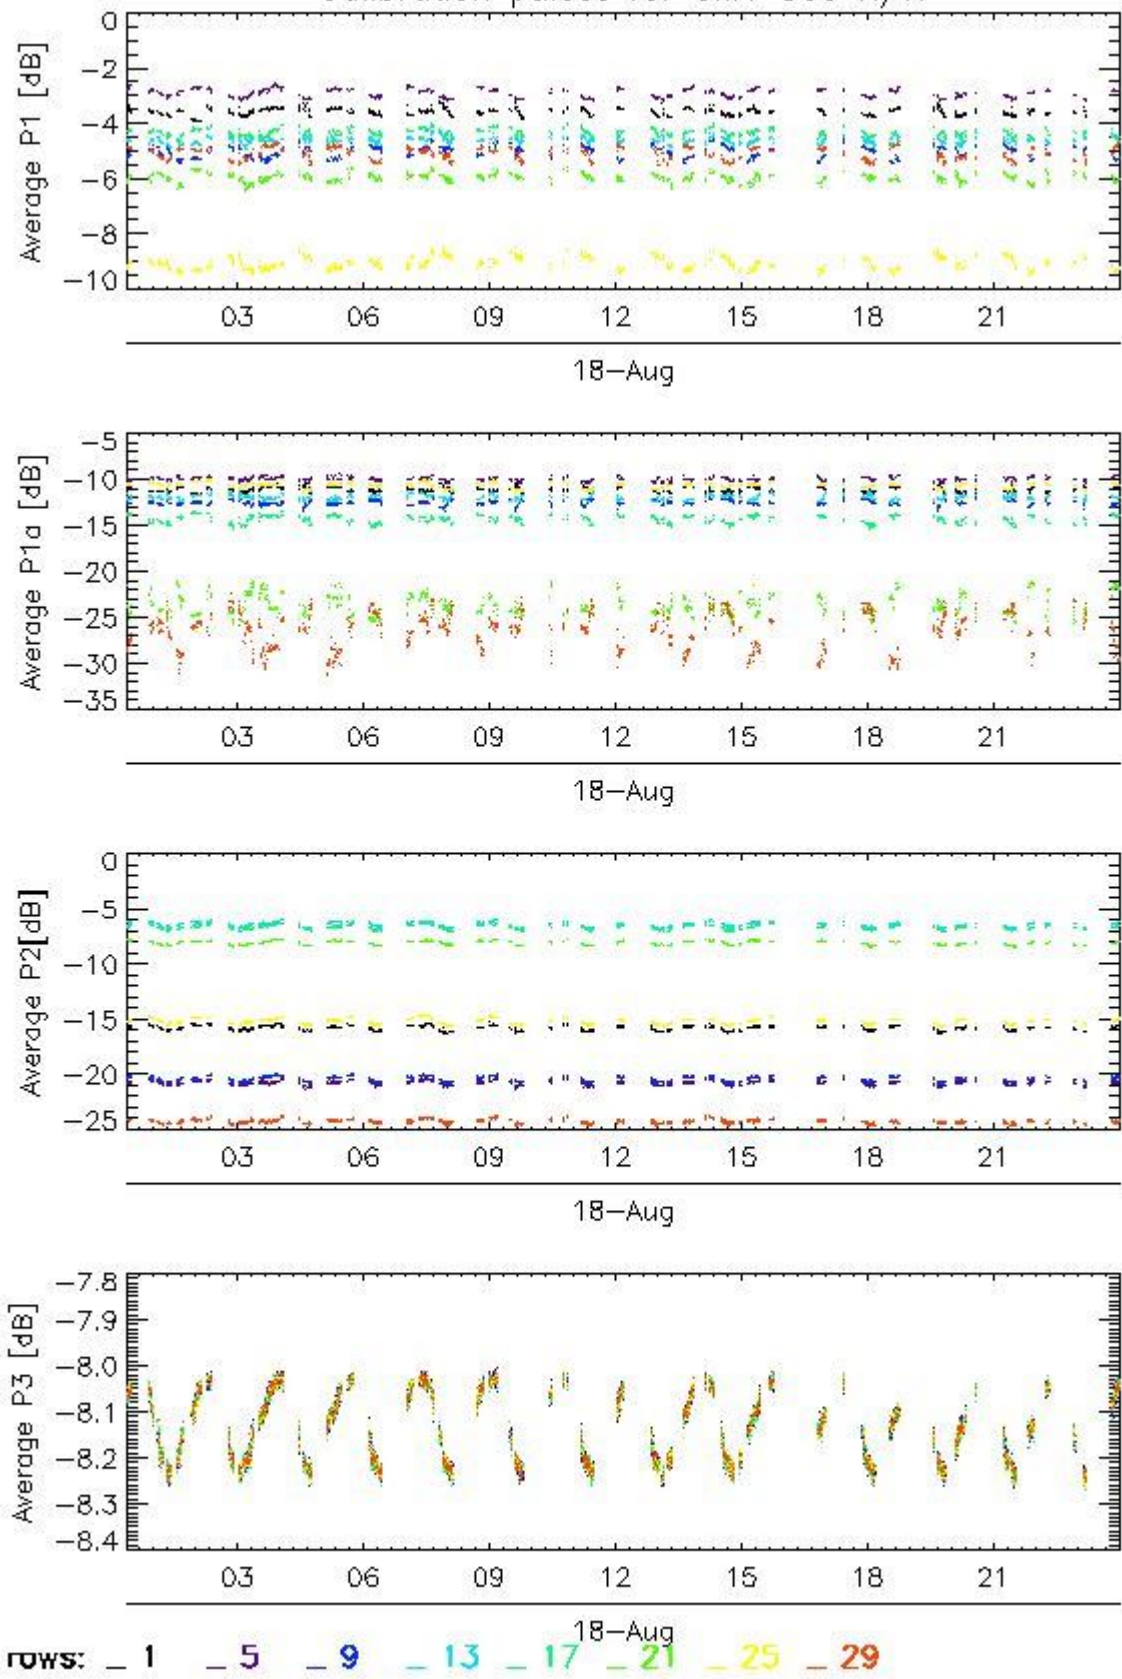 0
-2
-4
-6
-8
-10
Average P1 [dB]
03 06 09 12 15 18 21
18-Aug
-5
-10
-15
-20
-25
-30
-35
Average P1a [dB]
03 06 09 12 15 18 21
18-Aug
0
-5
-10
-15
-20
-25
Average P2[dB]
03 06 09 12 15 18 21
18-Aug
-7.8
-7.9
-8.0
-8.1
-8.2
-8.3
-8.4
Average P3 [dB]
03 06 09 12 15 18 21
18-Aug
rows: _ 1 _ 5 _ 9 _ 13 _ 17 _ 21 _ 25 _ 29